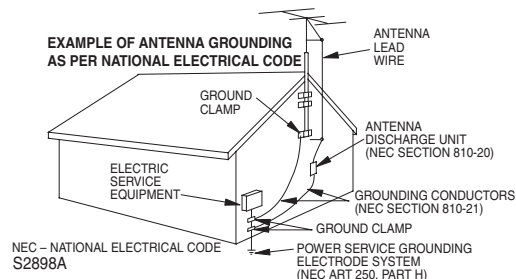 EXAMPLE OF ANTENNA GROUNDING
AS PER NATIONAL ELECTRICAL CODE
ANTENNA
LEAD
WIRE
GROUND
CLAMP
ANTENNA
DISCHARGE UNIT
(NEC SECTION 810-20)
ELECTRIC
SERVICE
EQUIPMENT
GROUNDING CONDUCTORS
(NEC SECTION 810-21)
GROUND CLAMP
NEC – NATIONAL ELECTRICAL CODE
S2898A
POWER SERVICE GROUNDING
ELECTRODE SYSTEM
(NEC ART 250, PART H)